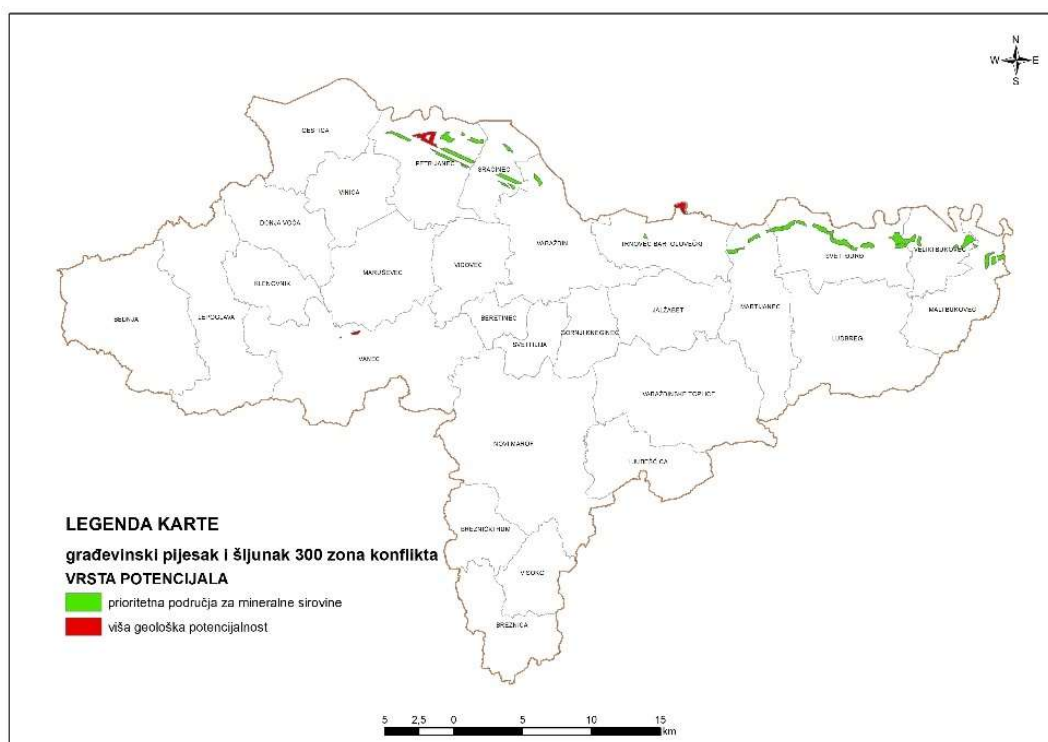 N
W E
S
CESTICA
PETRIJANEC
SRAČINEC
VINICA
DONJA VOĆA
VARAŽDIN
TRNOVEC BARTOLOVEČKI
SVETI ĐURĐ
VELIKI BUKOVEC
MARUŠEVEC
VIDOVEC
KLENOVNIK
BEDNJA
LEPOGLAVA
BERETINEC
JALŽABET
MARTIJANEC
MALI BUKOVEC
GORNJI KNEGINEC
SVETI ILIJA
LUDBREG
IVANEC
VARAŽDINSKE TOPLICE
NOVI MAROF
LJUBEŠĆICA
BREZNIČKI HUM
VISOKO
BREZNICA
LEGENDA KARTE
građevinski pijesak i šljunak 300 zona konflikta
VRSTA POTENCIJALA
prioritetna područja za mineralne sirovine
viša geološka potencijalnost
5 2,5 0 5 10 15
km